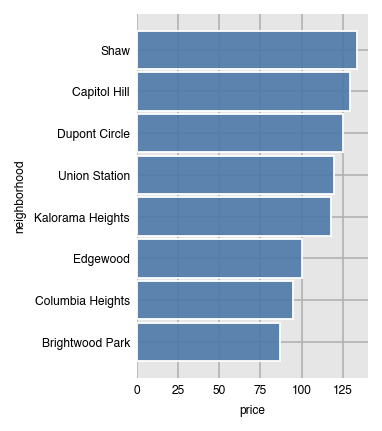 Shaw
Capitol Hill
Dupont Circle
Union Station
Kalorama Heights
Edgewood
Columbia Heights
Brightwood Park
neighborhood
0 25 50 75 100 125
price